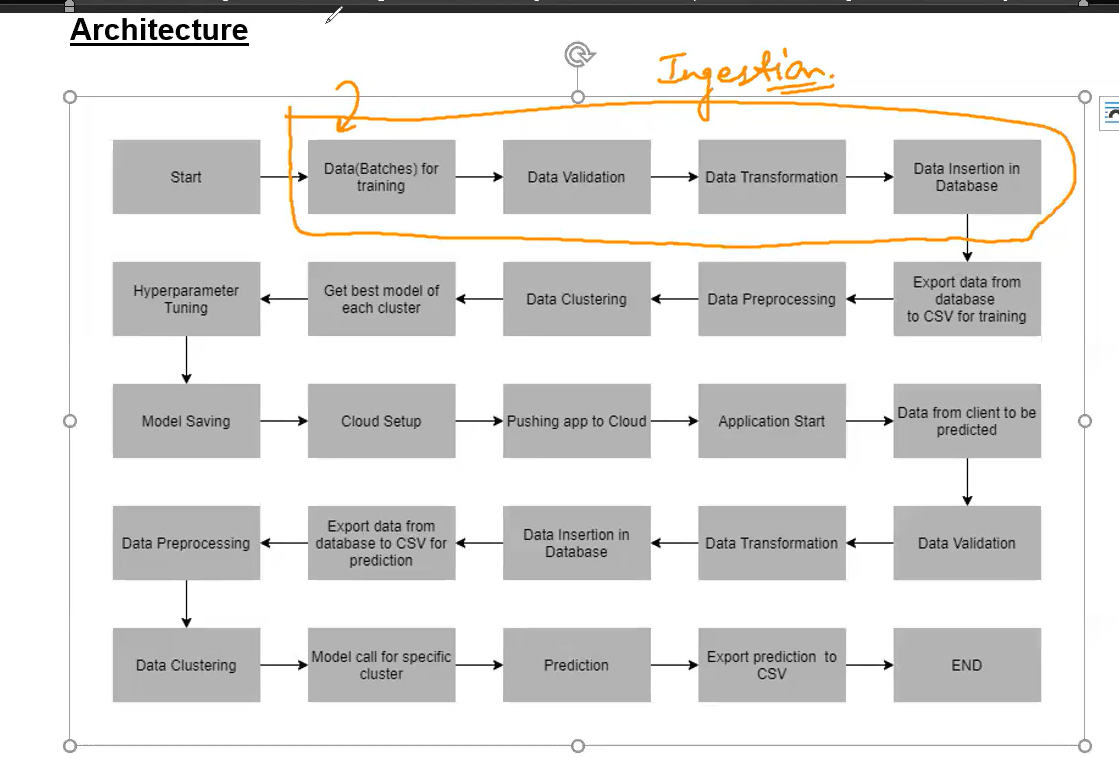 Architecture
Ingestion.
Start
Data(Batches) for
training
Data Validation
Data Transformation
Data Insertion in
Database
Hyperparameter
Tuning
Get best model of
each cluster
Data Clustering
Data Preprocessing
Export data from
database
to CSV for training
Model Saving
Cloud Setup
Pushing app to Cloud
Application Start
Data from client to be
predicted
Data Preprocessing
Export data from
database to CSV for
prediction
Data Insertion in
Database
Data Transformation
Data Validation
Data Clustering
Model call for specific
cluster
Prediction
Export prediction to
CSV
END